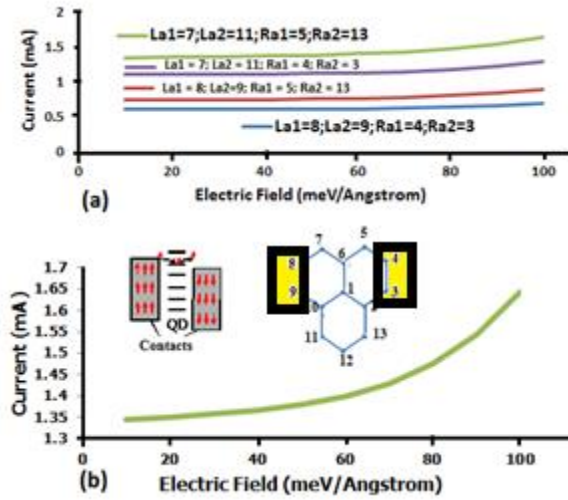 La1=7;La2=11;Ra1=5;Ra2=13
La1 = 7; La2 = 11; Ra1 = 4; Ra2 = 3
La1 = 8; La2=9; Ra1 = 5; Ra2 = 13
La1=8;La2=9;Ra1=4;Ra2=3
Current (mA)
2
1.5
1
0.5
0
0 20 40 60 80 100
(a)
Electric Field (meV/Angstrom)
QD
Contacts
7
5
8
6
4
9
1
3
11
13
12
Current (mA)
1.7
1.65
1.6
1.55
1.5
1.45
1.4
1.35
1.3
0 20 40 60 80 100
(b) Electric Field (meV/Angstrom)